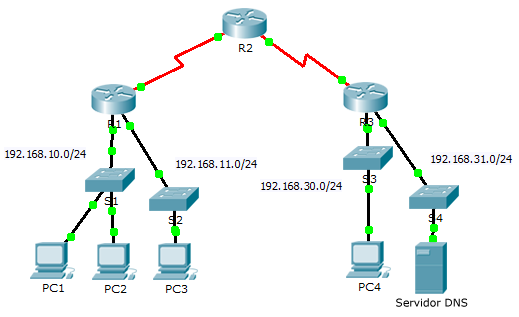 R2
R1
R3
192.168.10.0/24
192.168.11.0/24
192.168.30.0/24
192.168.31.0/24
S1
S2
S3
S4
PC1
PC2
PC3
PC4
Servidor DNS